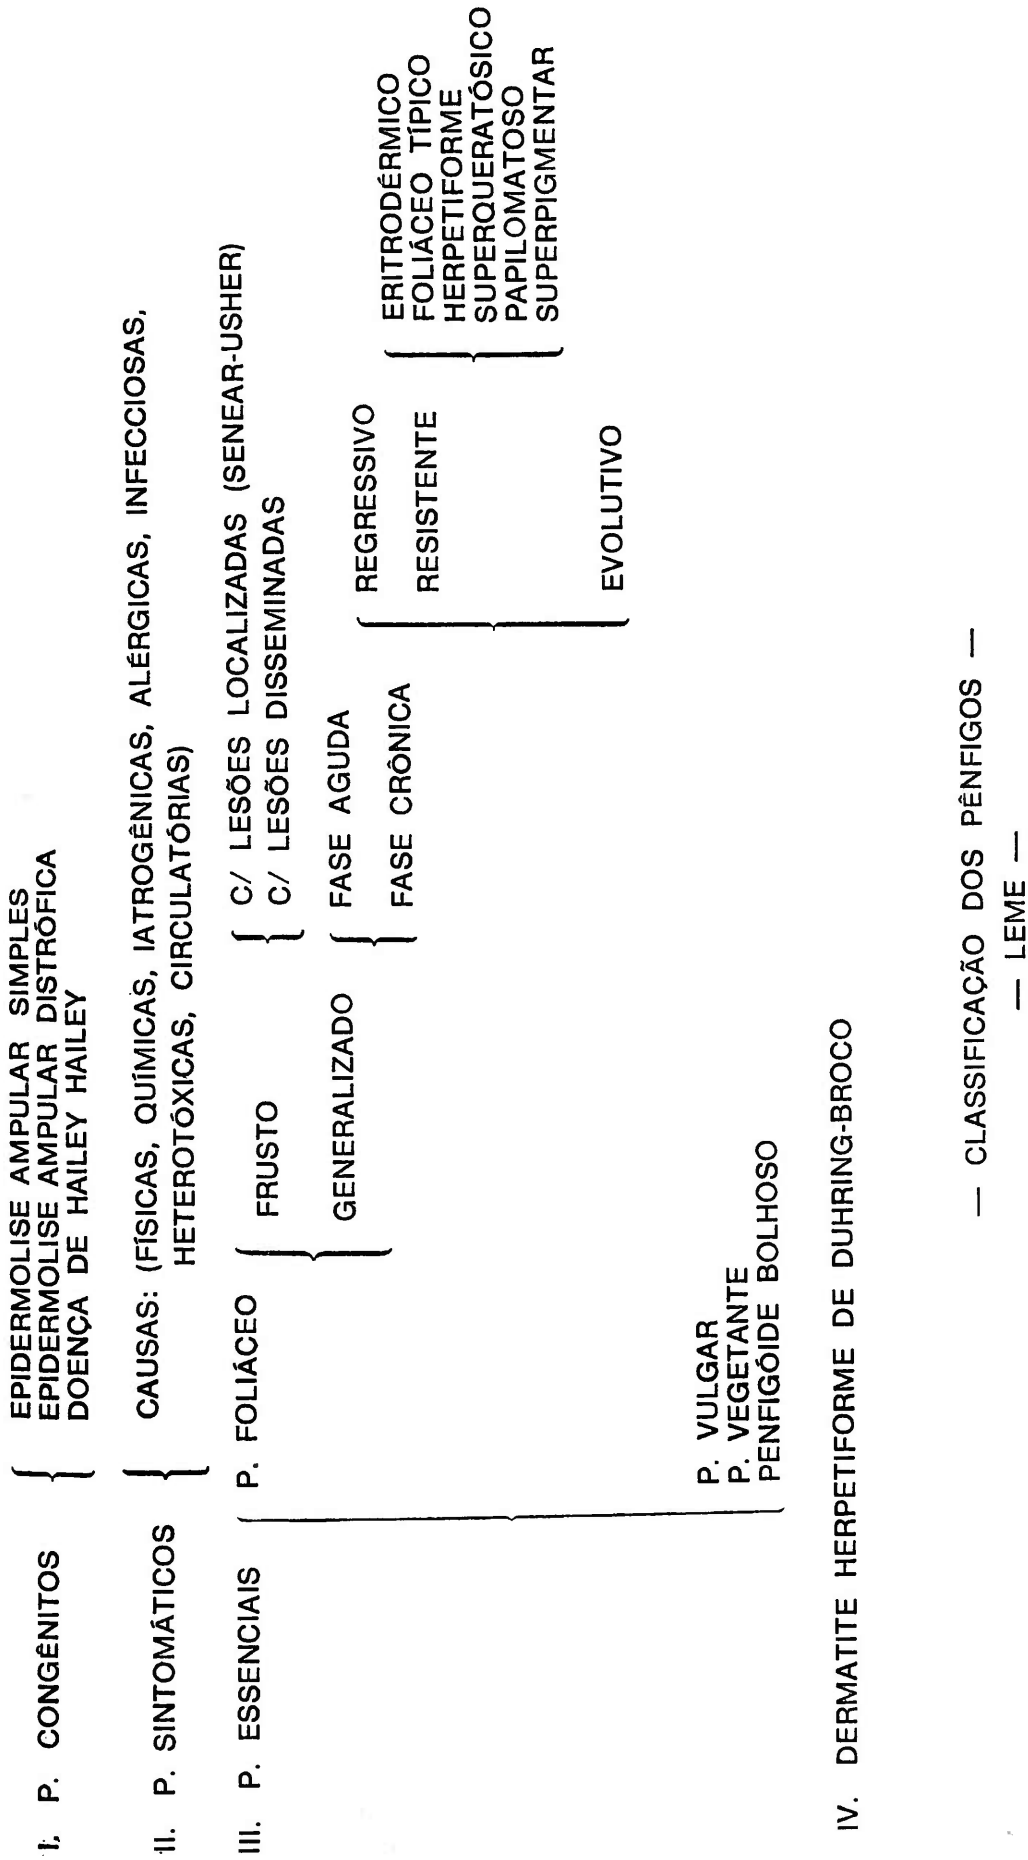 I. P. CONGÊNITOS
EPIDERMOLISE AMPULAR SIMPLES
EPIDERMOLISE AMPULAR DISTRÓFICA
DOENÇA DE HAILEY HAILEY
II. P. SINTOMÁTICOS
CAUSAS: (FÍSICAS, QUÍMICAS, IATROGÊNICAS, ALÉRGICAS, INFECCIOSAS,
HETEROTÓXICAS, CIRCULATÓRIAS)
III. P. ESSENCIAIS
P. FOLIÁCEO
FRUSTO
C/ LESÕES LOCALIZADAS (SENEAR-USHER)
C/ LESÕES DISSEMINADAS
GENERALIZADO
FASE AGUDA
FASE CRÔNICA
REGRESSIVO
RESISTENTE
ERITRODÉRMICO
FOLIÁCEO TÍPICO
HERPETIFORME
SUPERQUERATÓSICO
PAPILOMATOSO
SUPERPIGMENTAR
EVOLUTIVO
P. VULGAR
P. VEGETANTE
PENFIGÓIDE BOLHOSO
IV. DERMATITE HERPETIFORME DE DUHRING-BROCO
— CLASSIFICAÇÃO DOS PÊNFIGOS —
— LEME —